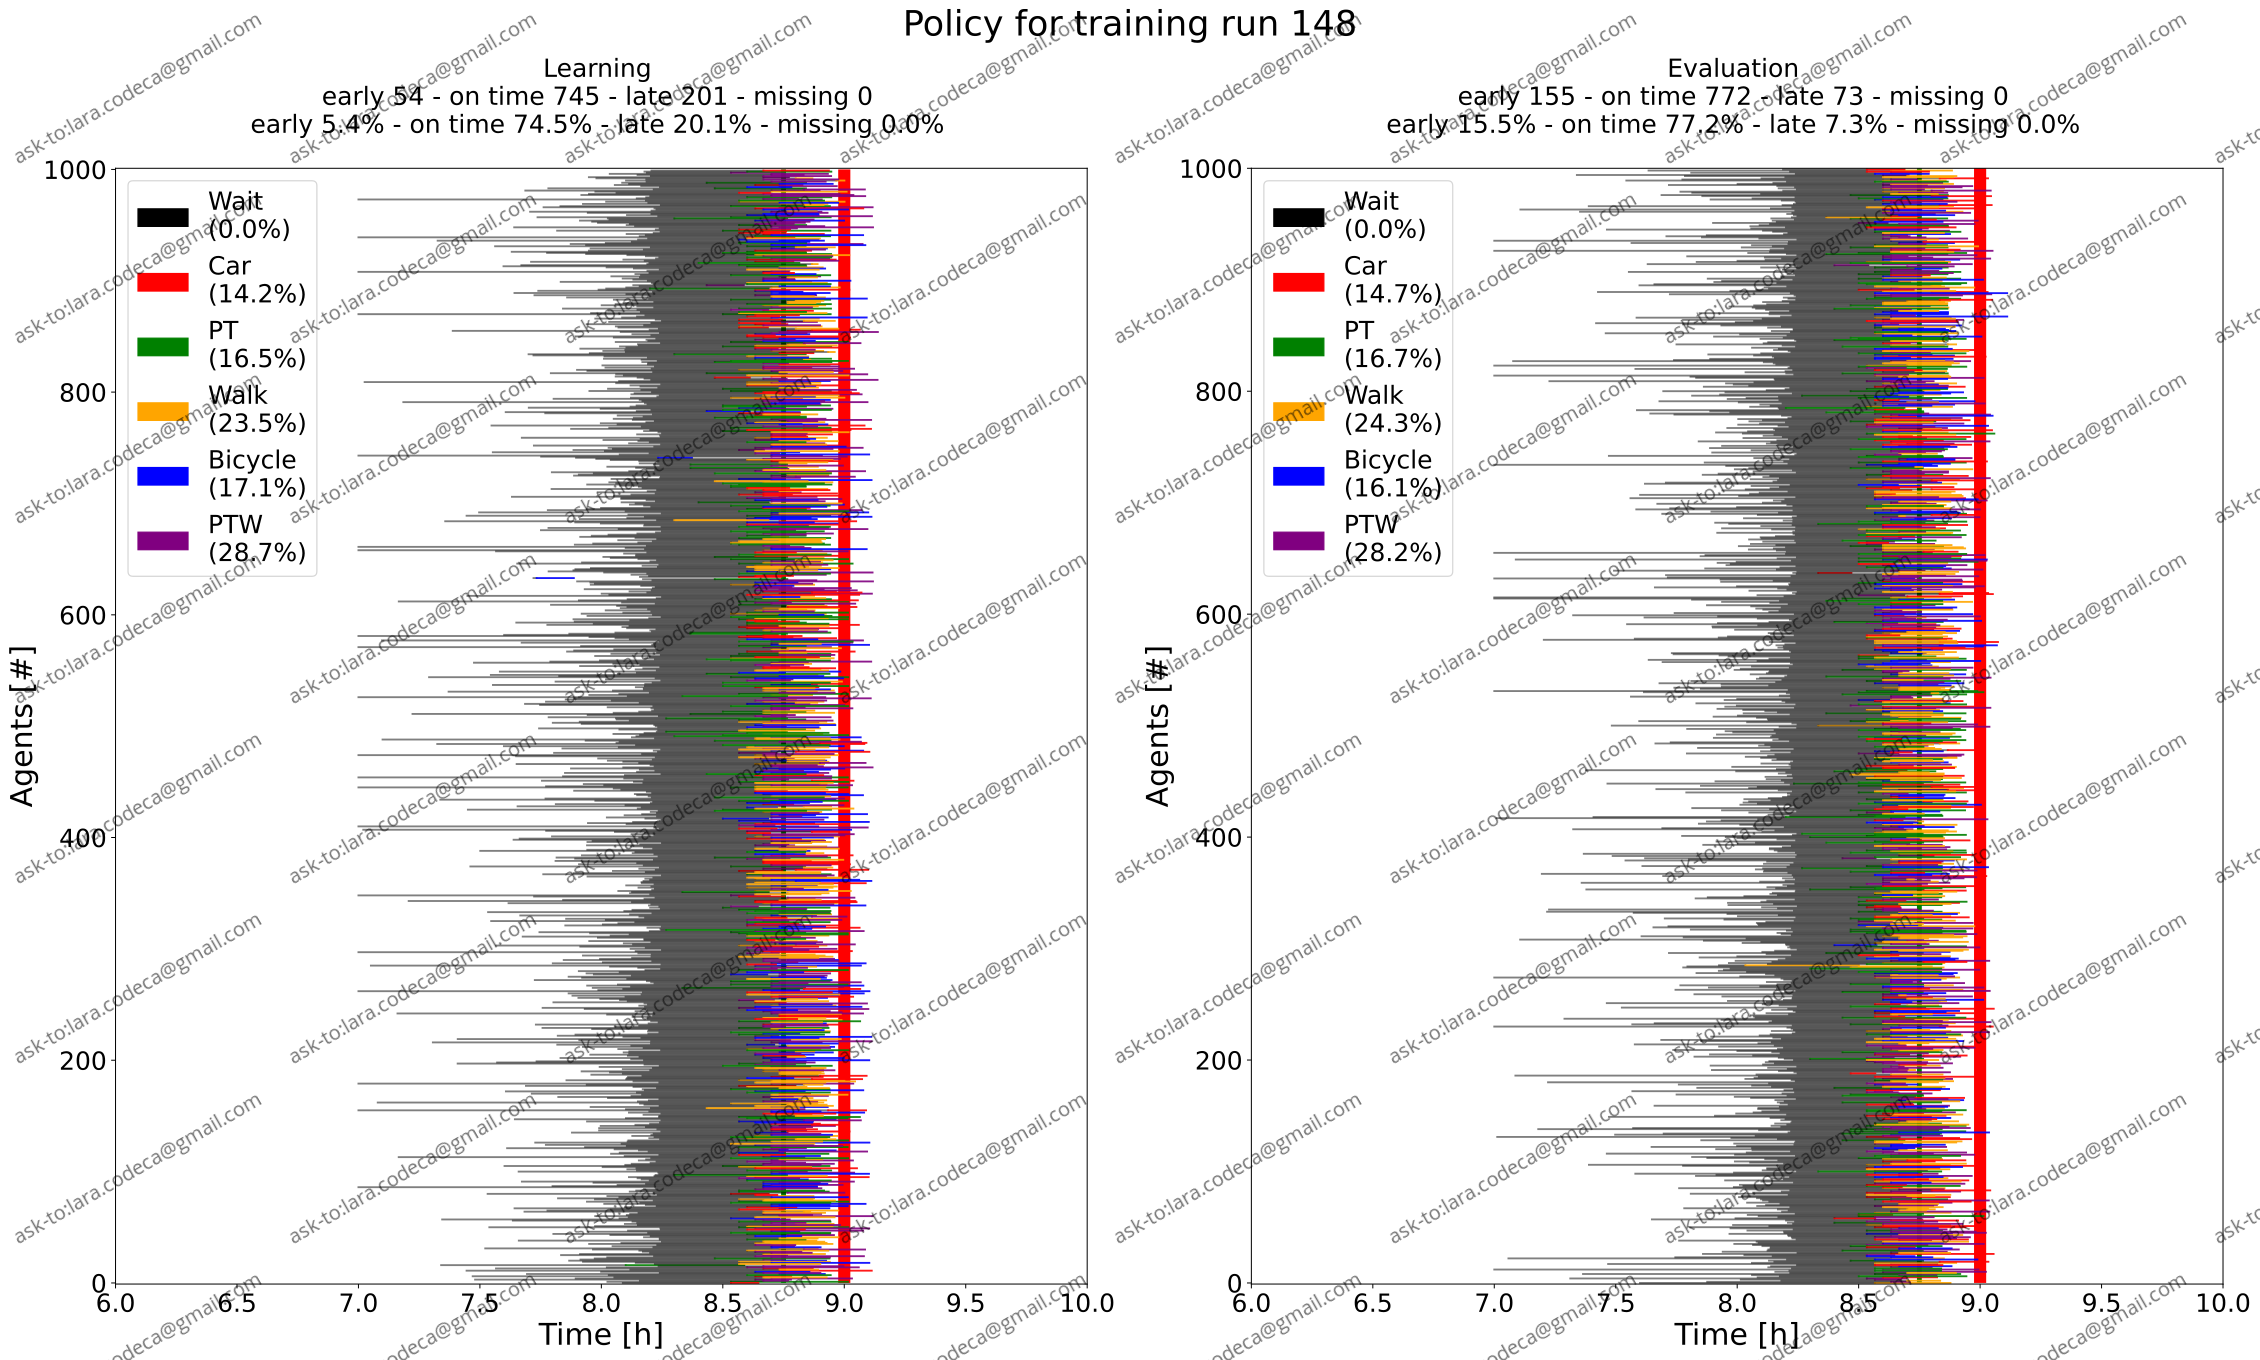 Policy for training run 148
Learning
early 54 - on time 745 - late 201 - missing 0
early 5.4% - on time 74.5% - late 20.1% - missing 0.0%
1000
800
600
400
200
0
Agents [#]
Wait
(0.0%)
Car
(14.2%)
PT
(16.5%)
Walk
(23.5%)
Bicycle
(17.1%)
PTW
(28.7%)
6.0 6.5 7.0 7.5 8.0 8.5 9.0 9.5 10.0
Time [h]
Evaluation
early 155 - on time 772 - late 73 - missing 0
early 15.5% - on time 77.2% - late 7.3% - missing 0.0%
1000
800
600
400
200
0
Agents [#]
Wait
(0.0%)
Car
(14.7%)
PT
(16.7%)
Walk
(24.3%)
Bicycle
(16.1%)
PTW
(28.2%)
6.0 6.5 7.0 7.5 8.0 8.5 9.0 9.5 10.0
Time [h]
ask-to:lara.codeca@gmail.com